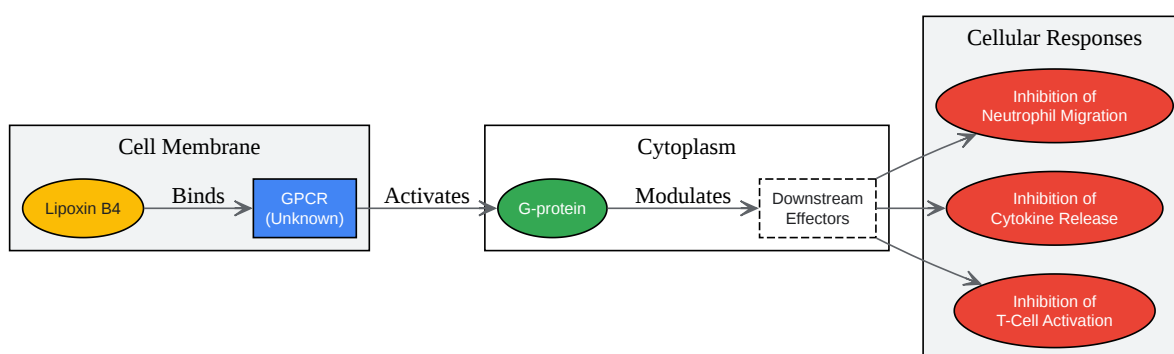 Cell Membrane
Lipoxin B4
Binds
GPCR
(Unknown)
Activates
Cytoplasm
G-protein
Modulates
Downstream
Effectors
Cellular Responses
Inhibition of
Neutrophil Migration
Inhibition of
Cytokine Release
Inhibition of
T-Cell Activation